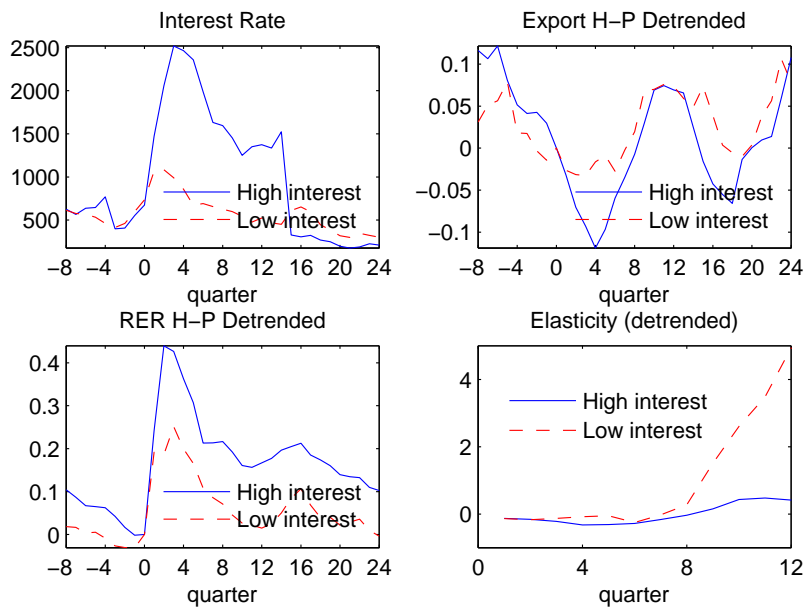 Interest Rate
2500
2000
1500
1000
500
High interest
Low interest
−8 −4 0 4 8 12 16 20 24
quarter
Export H−P Detrended
0.1
0.05
0
−0.05
−0.1
High interest
Low interest
−8 −4 0 4 8 12 16 20 24
quarter
RER H−P Detrended
0.4
0.3
0.2
0.1
0
High interest
Low interest
−8 −4 0 4 8 12 16 20 24
quarter
Elasticity (detrended)
4
2
0
High interest
Low interest
0 4 8 12
quarter